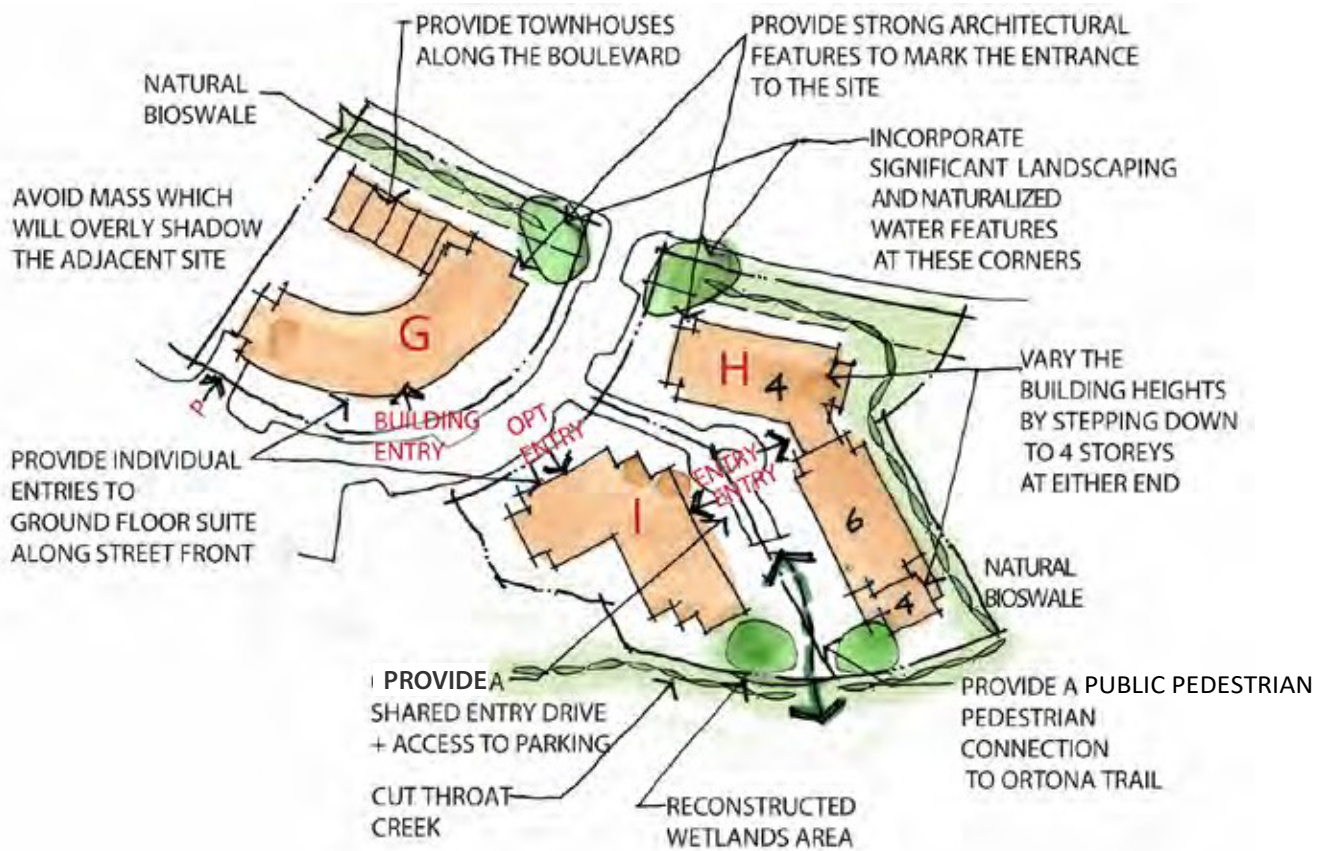 PROVIDE TOWNHOUSES
ALONG THE BOULEVARD
PROVIDE STRONG ARCHITECTURAL
FEATURES TO MARK THE ENTRANCE
TO THE SITE
NATURAL
BIOSWALE
INCORPORATE
SIGNIFICANT LANDSCAPING
AND NATURALIZED
WATER FEATURES
AT THESE CORNERS
AVOID MASS WHICH
WILL OVERLY SHADOW
THE ADJACENT SITE
G
H
4
VARY THE
BUILDING HEIGHTS
BY STEPPING DOWN
TO 4 STOREYS
AT EITHER END
P
BUILDING
ENTRY
OPT
ENTRY
ENTRY
ENTRY
PROVIDE INDIVIDUAL
ENTRIES TO
GROUND FLOOR SUITE
ALONG STREET FRONT
I
6
4
NATURAL
BIOSWALE
PROVIDE A
SHARED ENTRY DRIVE
+ ACCESS TO PARKING
PROVIDE A PUBLIC PEDESTRIAN
PEDESTRIAN
CONNECTION
TO ORTONA TRAIL
CUT THROAT
CREEK
RECONSTRUCTED
WETLANDS AREA